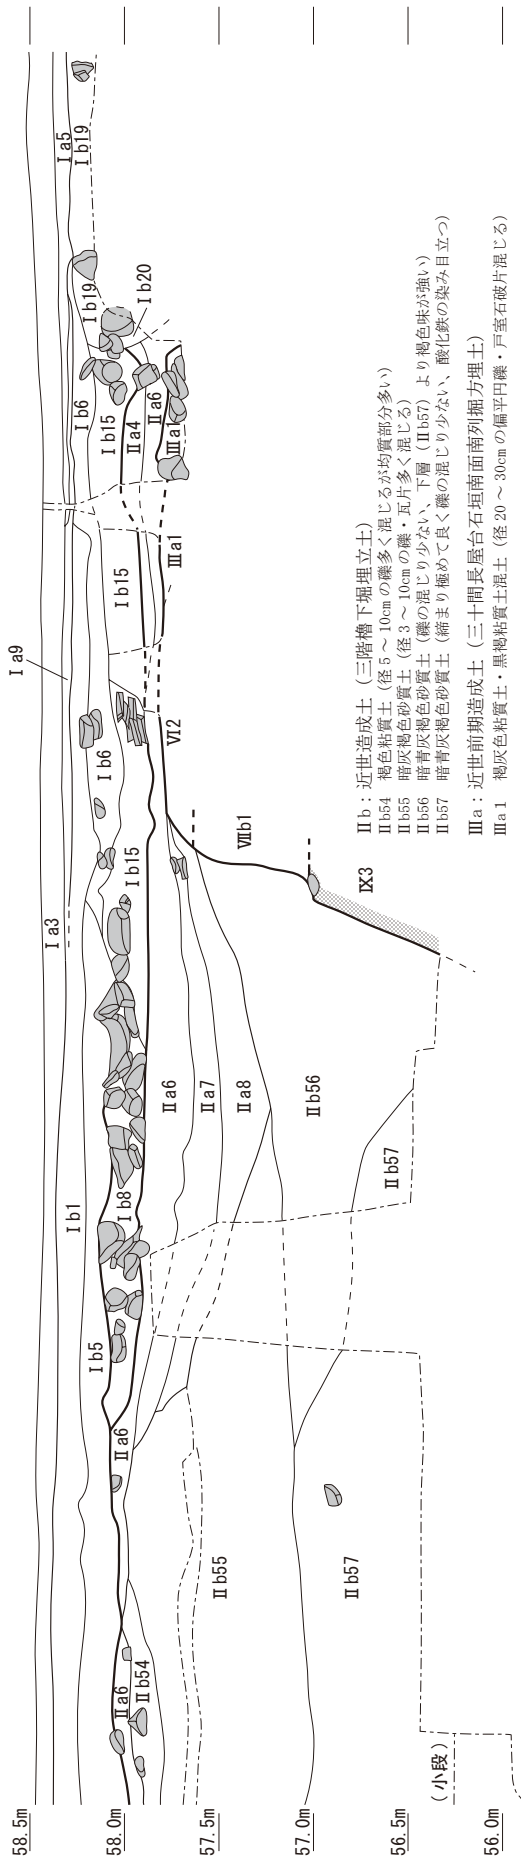 58.5m
58.0m
57.5m
57.0m
56.5m
56.0m
(小段)
Ⅰa9
Ⅰa3
Ⅰa5
Ⅰb19
Ⅰb19
Ⅰb20
Ⅰb6
Ⅰb15
Ⅱa4
Ⅱa6
Ⅲa1
Ⅰb15
Ⅲa1
Ⅰb6
Ⅵ2
Ⅰb15
Ⅶb1
Ⅸ3
Ⅰb1
Ⅰb8
Ⅱa6
Ⅱa7
Ⅱa8
Ⅱb56
Ⅱb57
Ⅰb5
Ⅱa6
Ⅱb55
Ⅱb57
Ⅱa6
Ⅱb54
Ⅱb：近世造成土（三階櫓下堀埋立土）
Ⅱb54 褐色粘質土（径5～10cmの礫多く混じるが均質部分多い）
Ⅱb55 暗灰褐色砂質土（径3～10cmの礫・瓦片多く混じる）
Ⅱb56 暗青灰褐色砂質土（礫の混じり少ない、下層（Ⅱb57）より褐色味が強い）
Ⅱb57 暗青灰褐色砂質土（締まり極めて良く礫の混じり少ない、酸化鉄の染み目立つ）
Ⅲa：近世前期造成土（三十間長屋台石垣南面南列掘方埋土）
Ⅲa1 褐灰色粘質土・黒褐粘質土混土（径20～30cmの偏平円礫・戸室石破片混じる）